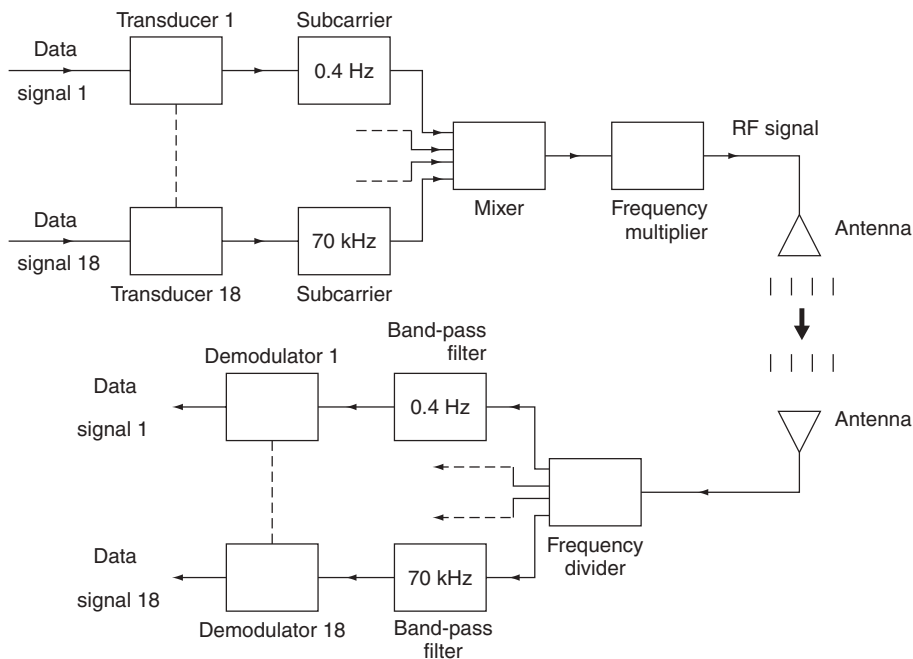 Transducer 1
Subcarrier
Data
signal 1
0.4 Hz
RF signal
Mixer
Frequency
multiplier
Antenna
Data
signal 18
70 kHz
Transducer 18
Subcarrier
Band-pass
filter
Demodulator 1
Data
signal 1
0.4 Hz
Antenna
Frequency
divider
Data
signal 18
70 kHz
Demodulator 18
Band-pass
filter